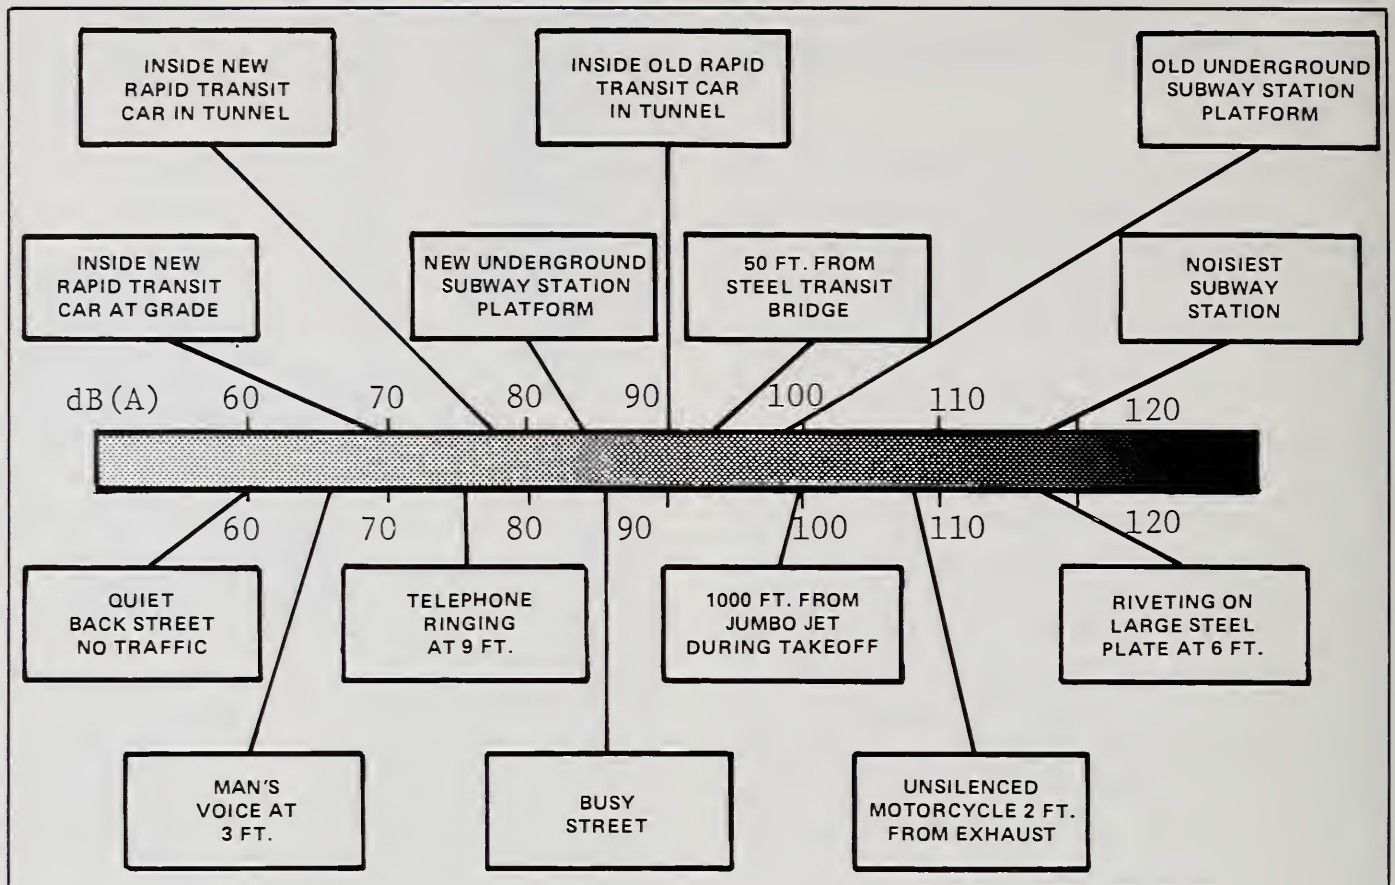 INSIDE NEW
RAPID TRANSIT
CAR IN TUNNEL
INSIDE OLD RAPID
TRANSIT CAR
IN TUNNEL
OLD UNDERGROUND
SUBWAY STATION
PLATFORM
INSIDE NEW
RAPID TRANSIT
CAR AT GRADE
NEW UNDERGROUND
SUBWAY STATION
PLATFORM
50 FT. FROM
STEEL TRANSIT
BRIDGE
NOISIEST
SUBWAY
STATION
dB(A) 60 70 80 90 100 110 120
60 70 80 90 100 110 120
QUIET
BACK STREET
NO TRAFFIC
TELEPHONE
RINGING
AT 9 FT.
1000 FT. FROM
JUMBO JET
DURING TAKEOFF
RIVETING ON
LARGE STEEL
PLATE AT 6 FT.
MAN'S
VOICE AT
3 FT.
BUSY
STREET
UNSILENCED
MOTORCYCLE 2 FT.
FROM EXHAUST